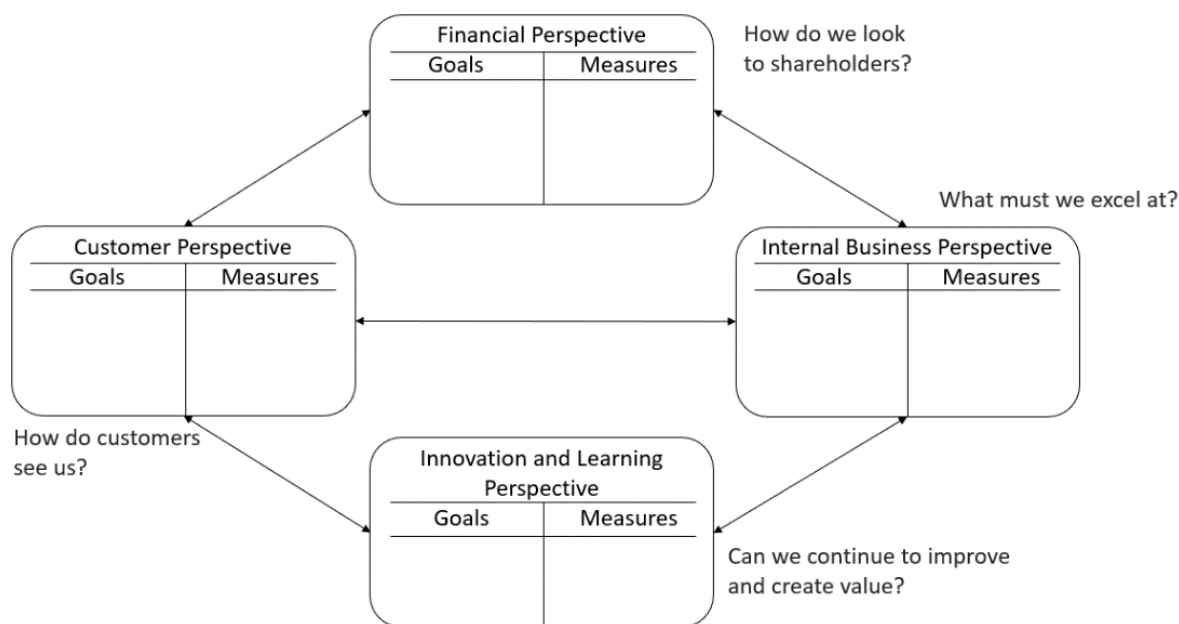 Financial Perspective
Goals Measures
How do we look
to shareholders?
What must we excel at?
Customer Perspective
Goals Measures
Internal Business Perspective
Goals Measures
How do customers
see us?
Innovation and Learning
Perspective
Goals Measures
Can we continue to improve
and create value?